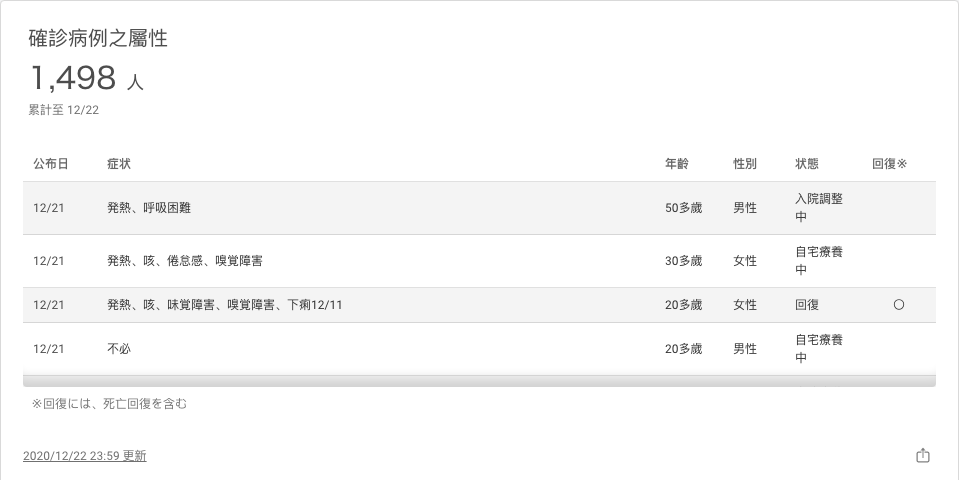 確診病例之屬性
1,498 人
累計至 12/22
公布日 症状 年齢 性別 状態 回復※
12/21 発熱、呼吸困難 50多歲 男性 入院調整
中
12/21 発熱、咳、倦怠感、嗅覚障害 30多歲 女性 自宅療養
中
12/21 発熱、咳、味覚障害、嗅覚障害、下痢12/11 20多歲 女性 回復 〇
12/21 不必 20多歲 男性 自宅療養
中
※回復には、死亡回復を含む
2020/12/22 23:59 更新